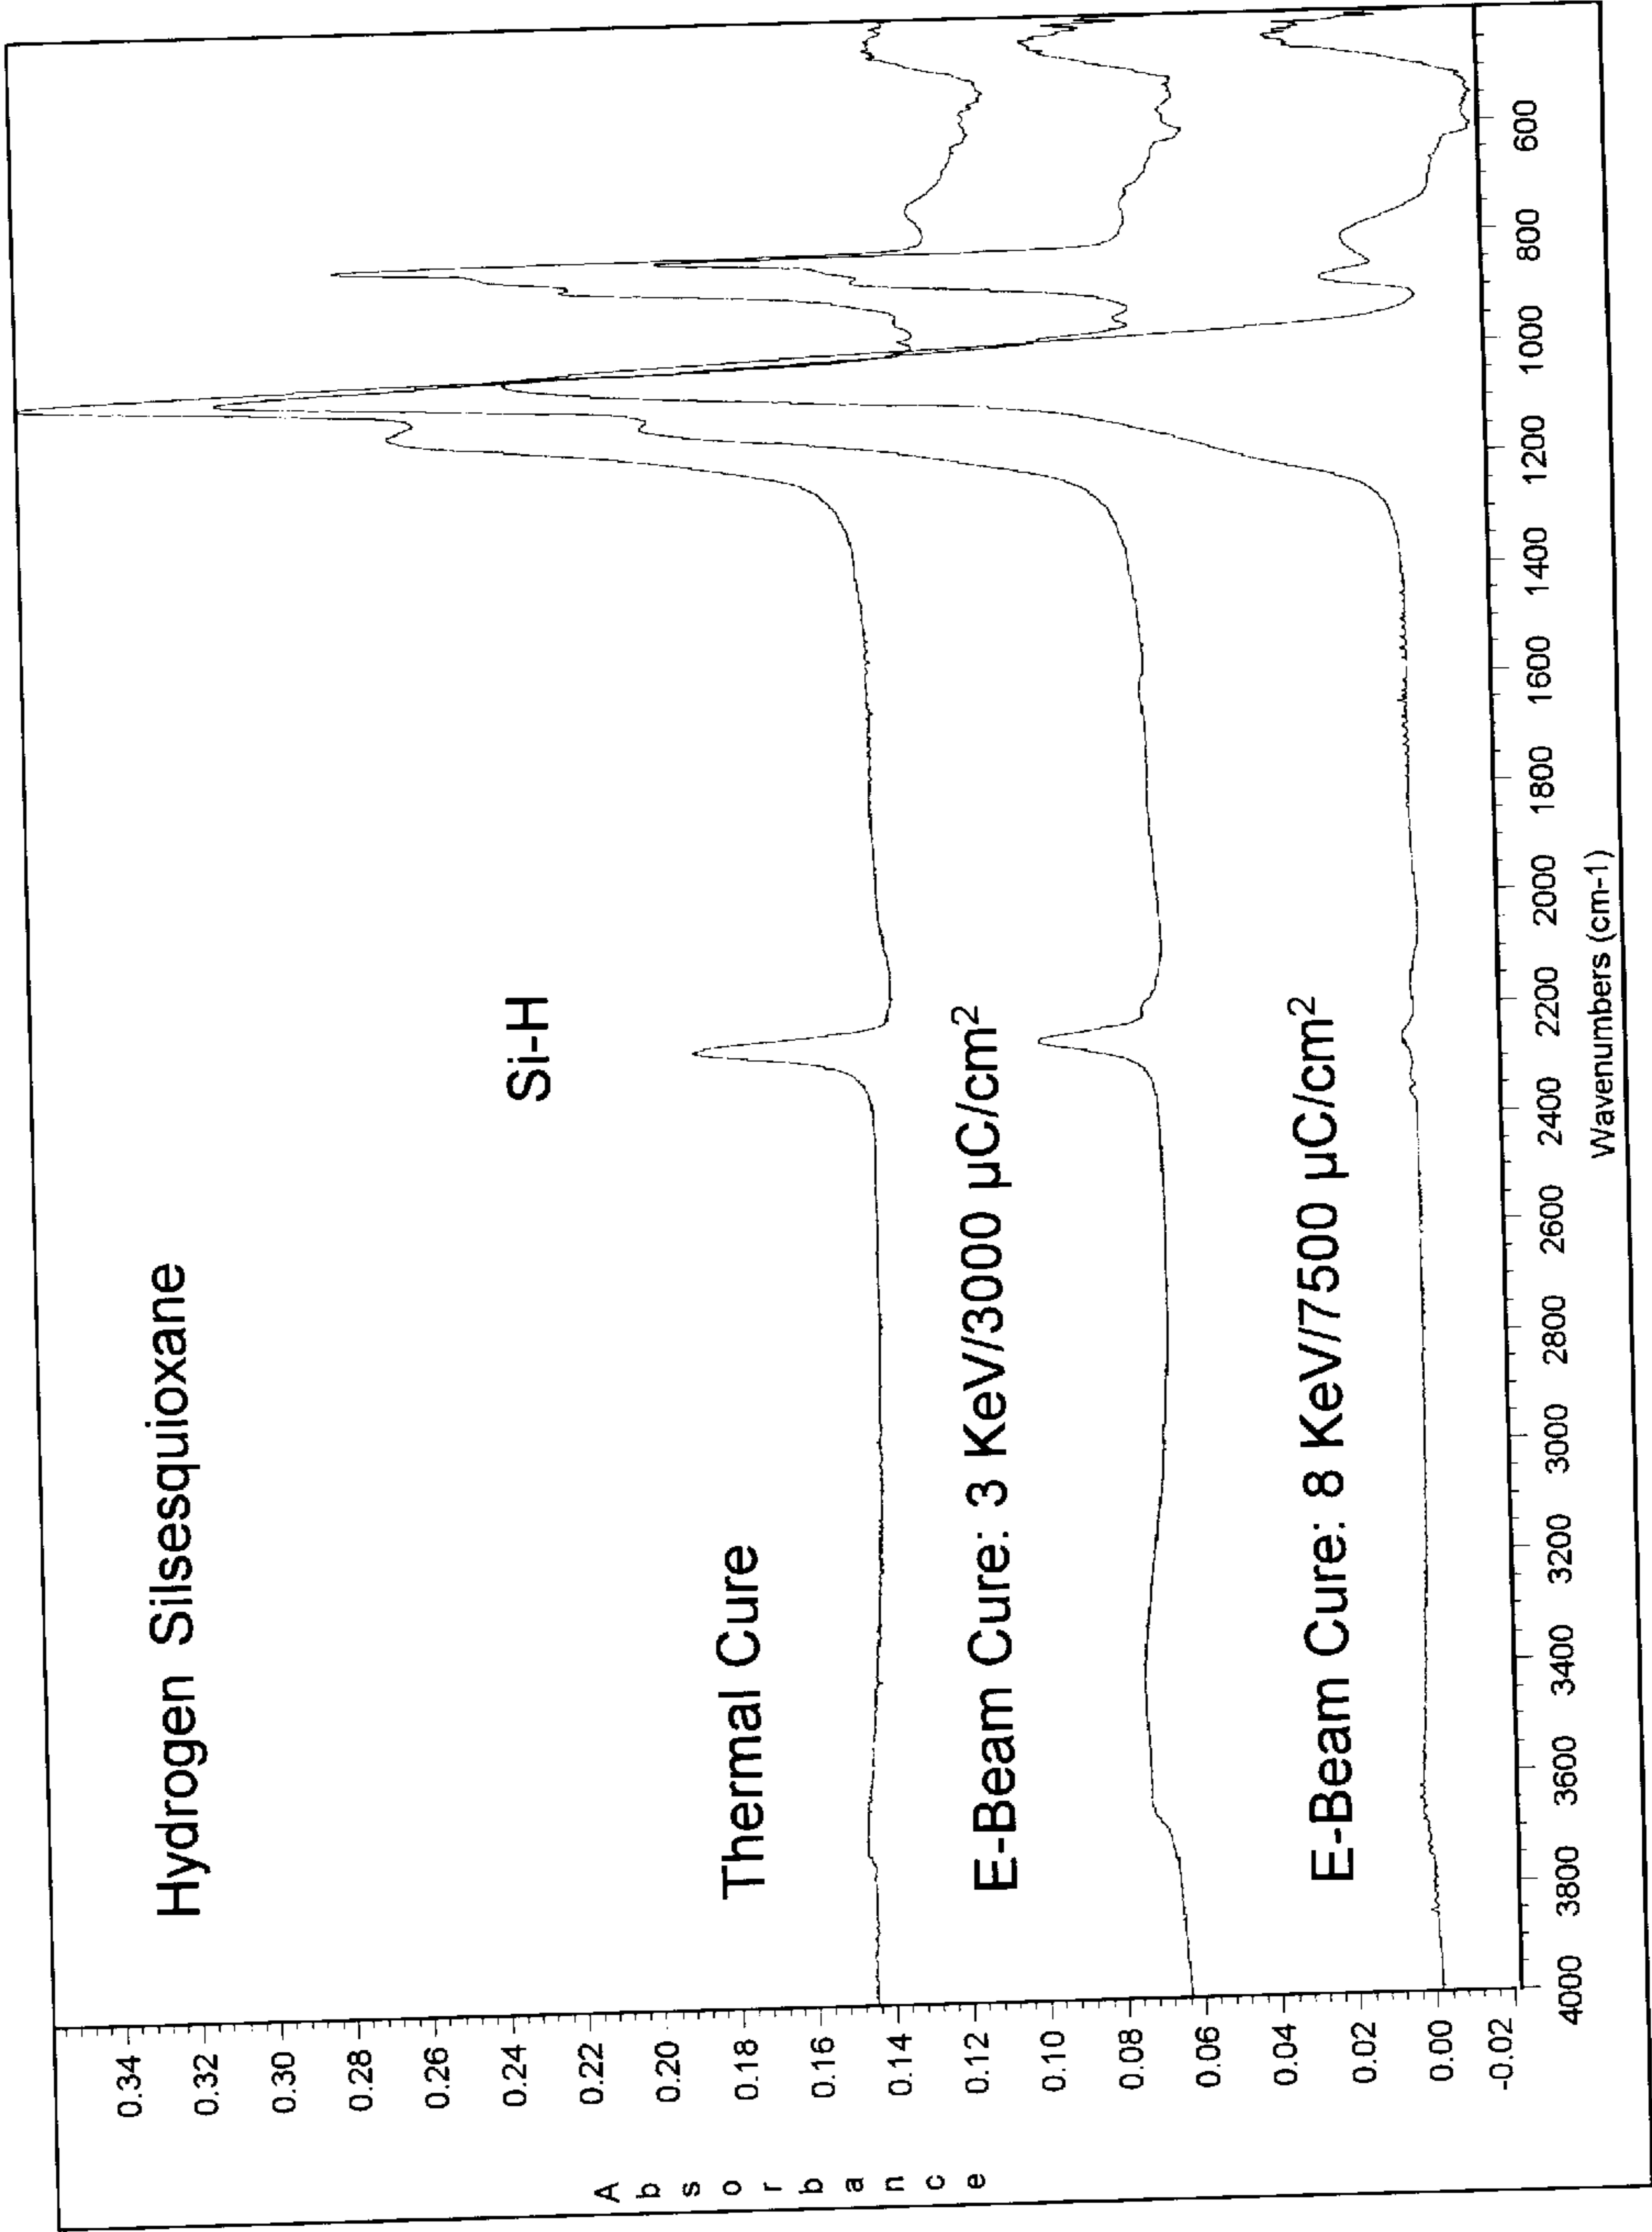 Hydrogen Silsesquioxane
Si-H
Thermal Cure
E-Beam Cure: 3 KeV/3000 µC/cm²
E-Beam Cure: 8 KeV/7500 µC/cm²
Absorbance
0.34
0.32
0.30
0.28
0.26
0.24
0.22
0.20
0.18
0.16
0.14
0.12
0.10
0.08
0.06
0.04
0.02
0.00
-0.02
4000 3800 3600 3400 3200 3000 2800 2600 2400 2200 2000 1800 1600 1400 1200 1000 800 600
Wavenumbers (cm-1)